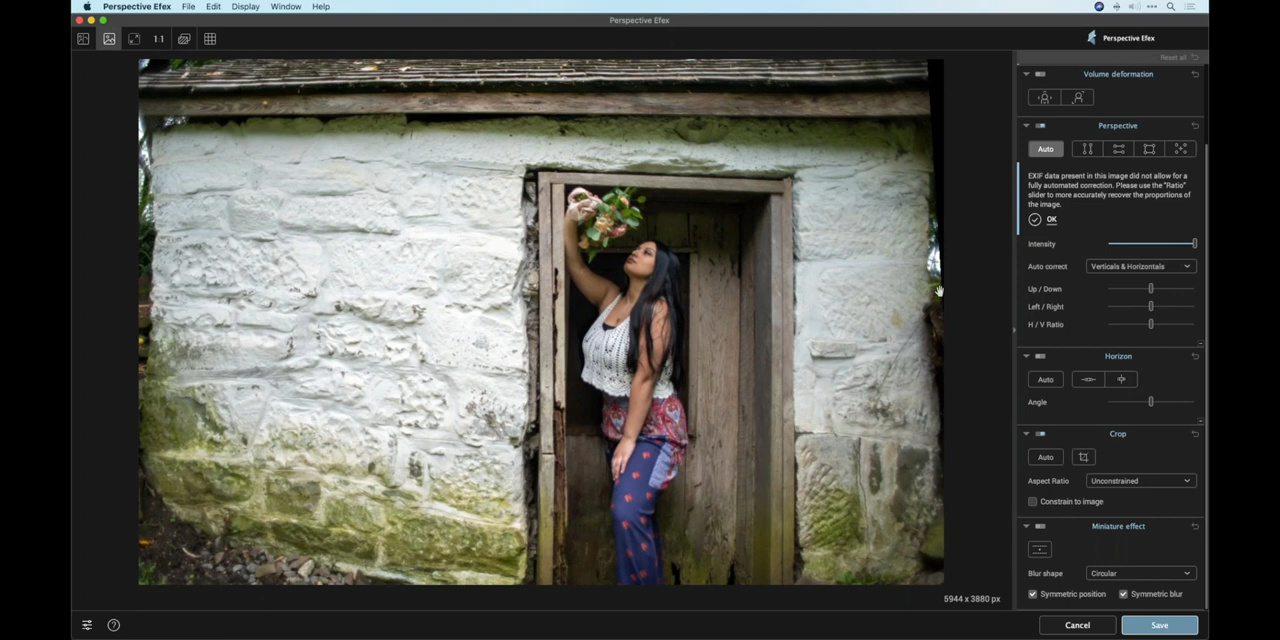 Perspective Efex File Edit Display Window Help
Perspective Efex
1:1
Perspective Efex
Reset all
Volume deformation
Perspective
Auto
EXIF data present in this image did not allow for a
fully automated correction. Please use the "Ratio"
slider to more accurately recover the proportions of
the image.
OK
Intensity
Auto correct Verticals & Horizontals
Up / Down
Left / Right
H / V Ratio
Horizon
Auto
Angle
Crop
Auto
Aspect Ratio Unconstrained
Constrain to image
Miniature effect
Blur shape Circular
Symmetric position Symmetric blur
5944 x 3880 px
Cancel Save